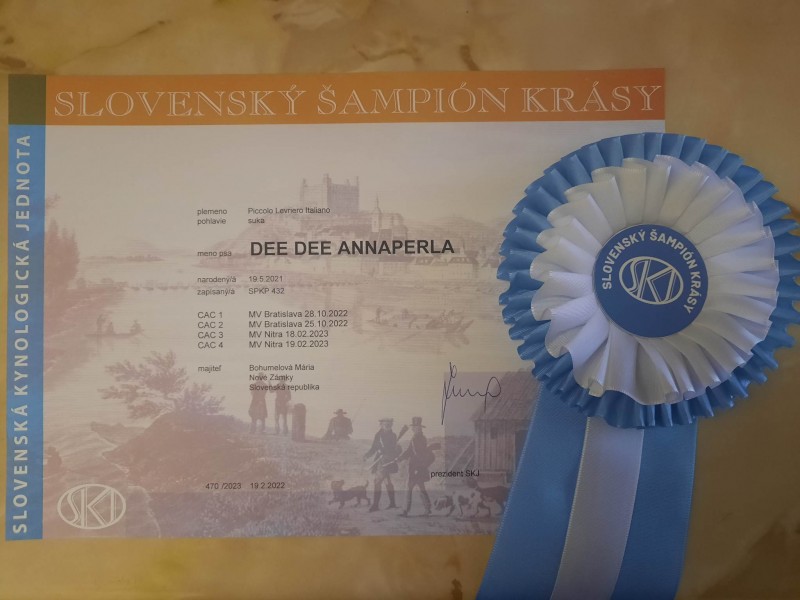 SLOVENSKÝ ŠAMPIÓN KRÁSY
SLOVENSKÁ KYNOLOGICKÁ JEDNOTA
plemeno Piccolo Levriero Italiano
pohlavie suka
meno psa DEE DEE ANNAPERLA
narodený/á 19.5.2021
zapísaný/á SPKP 432
CAC 1 MV Bratislava 28.10.2022
CAC 2 MV Bratislava 25.10.2022
CAC 3 MV Nitra 18.02.2023
CAC 4 MV Nitra 19.02.2023
majiteľ Bohumelová Mária
Nové Zámky
Slovenská republika
prezident SKJ
470 /2023 19.2.2022
SKJ
SLOVENSKÝ ŠAMPIÓN KRÁSY
SKJ